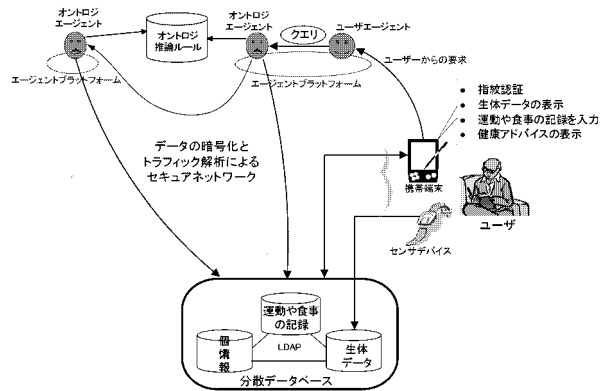 オントロジ
エージェント
オントロジ
推論ルール
オントロジ
エージェント
クエリ
ユーザエージェント
エージェントプラットフォーム
エージェントプラットフォーム
ユーザーからの要求
• 指紋認証
• 生体データの表示
• 運動や食事の記録を入力
• 健康アドバイスの表示
データの暗号化と
トラフィック解析による
セキュアネットワーク
携帯端末
ユーザ
センサデバイス
運動や食事
の記録
LDAP
個
情報
生体
データ
分散データベース